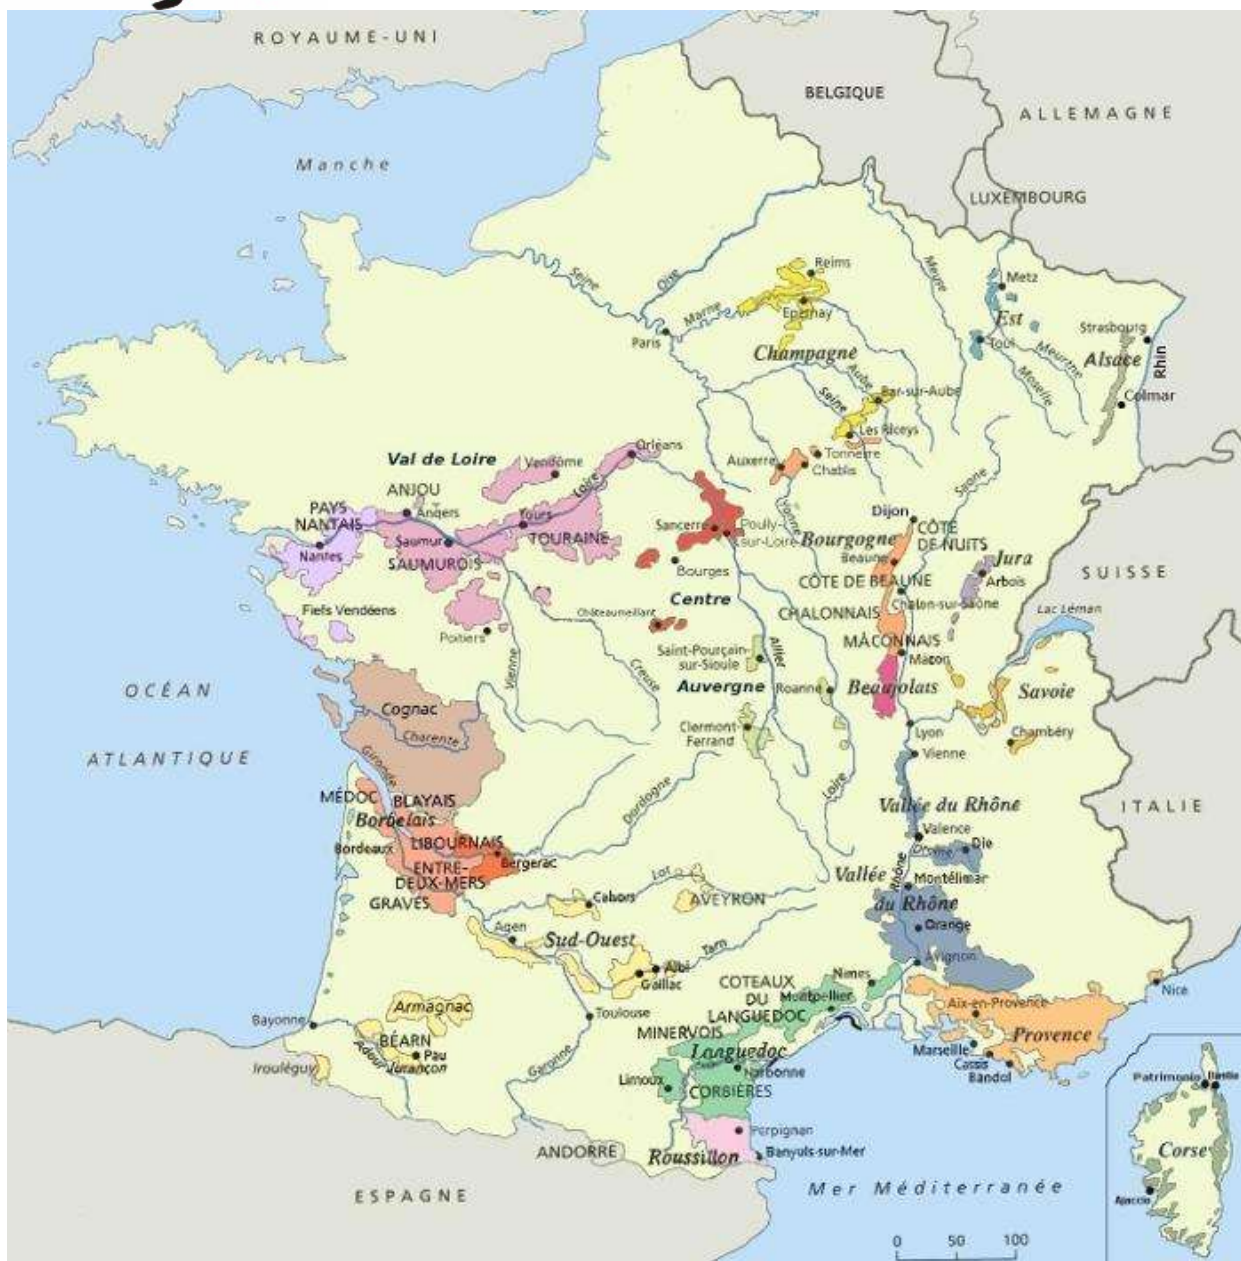 ROYAUME-UNI
BELGIQUE
ALLEMAGNE
Manche
LUXEMBOURG
Seine
Oise
Meuse
Reims
Metz
Marne
Epernay
Est
Paris
Toul
Strasbourg
Champagne
Meurthe
Alsace
Rhin
Moselle
Aube
Bar-sur-Aube
Colmar
Seine
Les Riceys
Orléans
Tonnerre
Val de Loire
Vendôme
Auxerre
Chablis
Loire
Saone
ANJOU
PAYS
NANTAIS
Angers
Tours
Yonne
Dijon
Sancerre
Pouilly-
sur-Loire
CÔTE
DE NUITS
Saumur
TOURAINE
Bourgogne
Nantes
SAUMUROIS
Beaune
Jura
Bourges
CÔTE DE BEAUNE
Arbois
SUISSE
Centre
Chalon-sur-Saône
Fiefs Vendéens
Châteaumeillant
CHALONNAIS
Lac Léman
Poitiers
MÂCONNAIS
Saint-Pourçain-
sur-Sioule
Allier
Mâcon
Vienne
Creuse
OCÉAN
ATLANTIQUE
Auvergne
Roanne
Beaujolais
Savoie
Cognac
Charente
Clermont-
Ferrand
Lyon
Chambéry
Vienne
Gironde
Loire
MÉDOC
BLAYAIS
Dordogne
Vallée du Rhône
ITALIE
Bordelais
Valence
Bordeaux
LIBOURNAIS
Drôme
Die
Bergerac
ENTRE-
DEUX-MERS
Lot
Vallée
du Rhône
Rhône
Montélimar
GRAVES
Cahors
AVEYRON
Orange
Agen
Sud-Ouest
Tarn
Albi
Avignon
Gaillac
COTEAUX
DU
LANGUEDOC
Nîmes
Montpellier
Nice
Armagnac
Aix-en-Provence
Bayonne
Toulouse
MINERVOIS
Provence
BÉARN
Languedoc
Marseille
Adour
Pau
Cassis
Irouléguy
Jurançon
Garonne
Limoux
Narbonne
Bandol
CORBIÈRES
Patrimonio
Bastia
Perpignan
ANDORRE
Roussillon
Banyuls-sur-Mer
Corse
ESPAGNE
Mer Méditerranée
Ajaccio
0 50 100